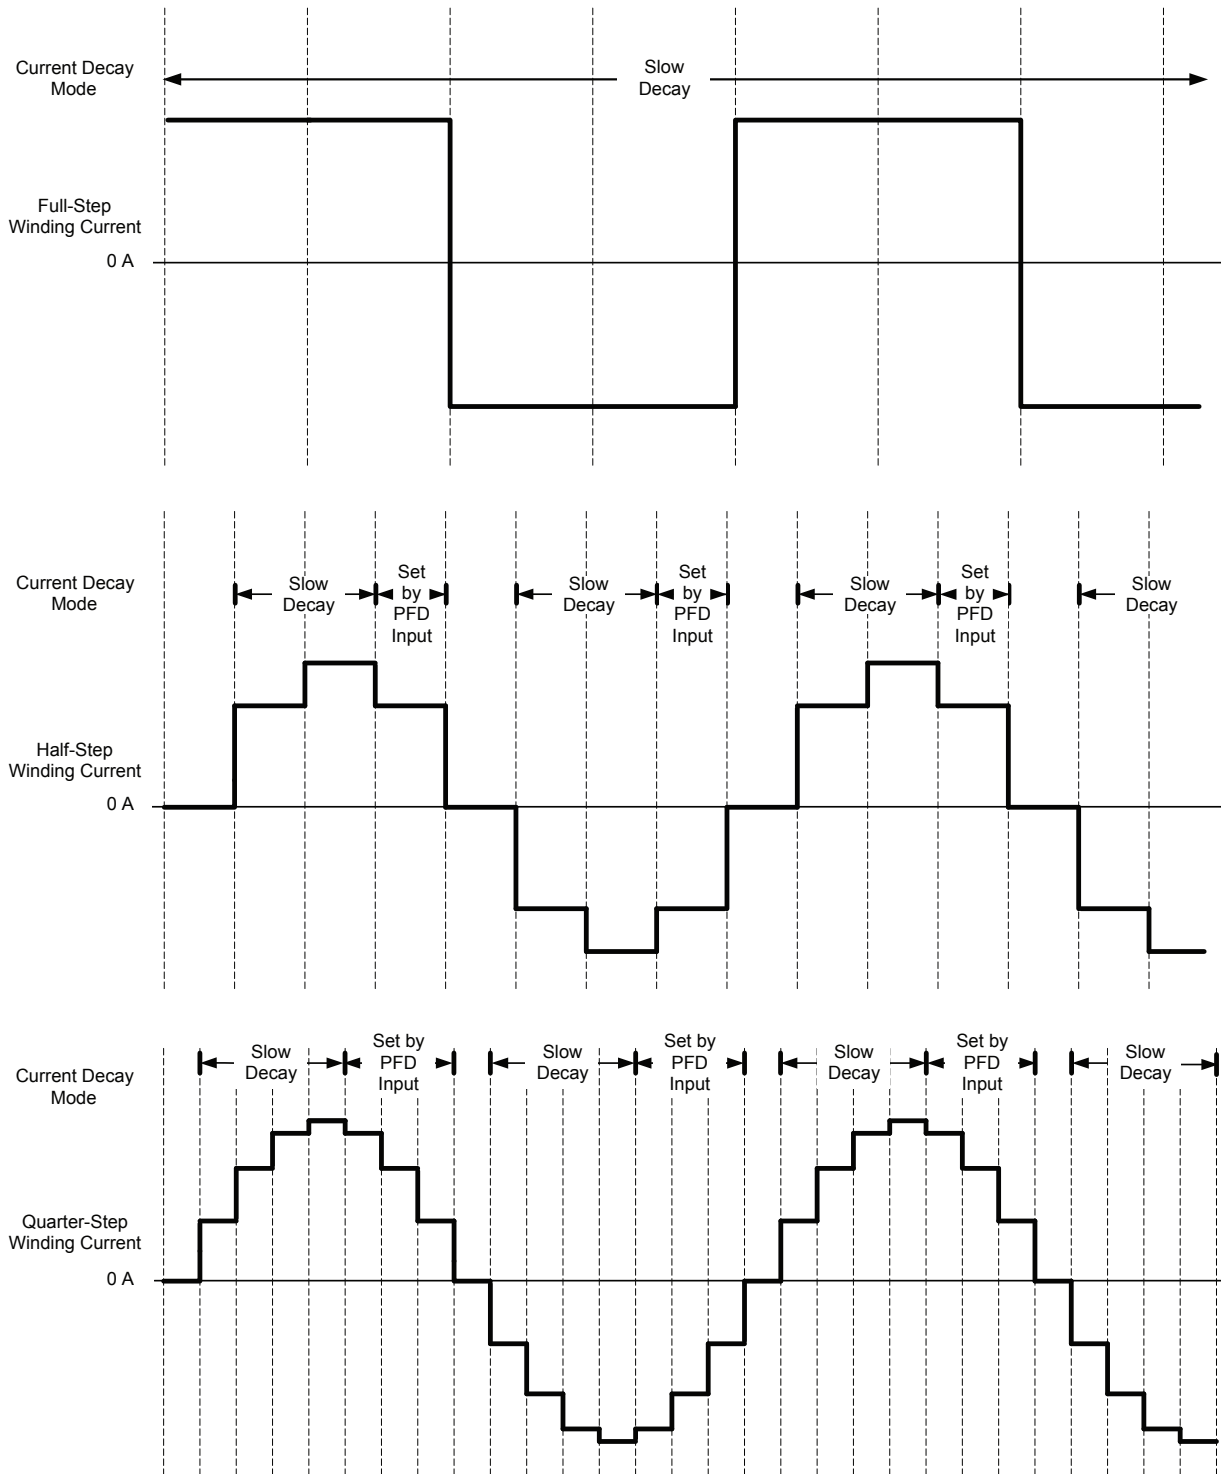 Current Decay
Mode
Slow
Decay
Full-Step
Winding Current
0 A
Current Decay
Mode
Slow
Decay
Set
by
PFD
Input
Slow
Decay
Set
by
PFD
Input
Slow
Decay
Set
by
PFD
Input
Slow
Decay
Half-Step
Winding Current
0 A
Current Decay
Mode
Slow
Decay
Set by
PFD
Input
Slow
Decay
Set by
PFD
Input
Slow
Decay
Set by
PFD
Input
Slow
Decay
Quarter-Step
Winding Current
0 A